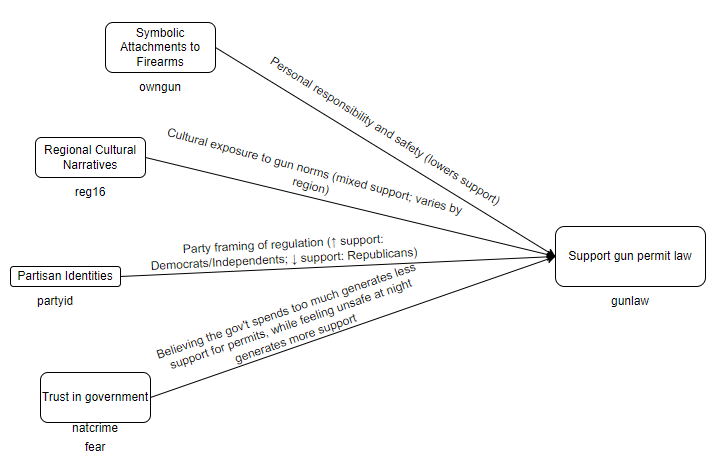 Symbolic
Attachments to
Firearms
owngun
Personal responsibility and safety (lowers support)
Regional Cultural
Narratives
reg16
Cultural exposure to gun norms (mixed support; varies by
region)
Partisan Identities
partyid
Party framing of regulation (↑ support:
Democrats/Independents; ↓ support: Republicans)
Support gun permit law
gunlaw
Trust in government
natcrime
fear
Believing the gov't spends too much generates less
support for permits, while feeling unsafe at night
generates more support